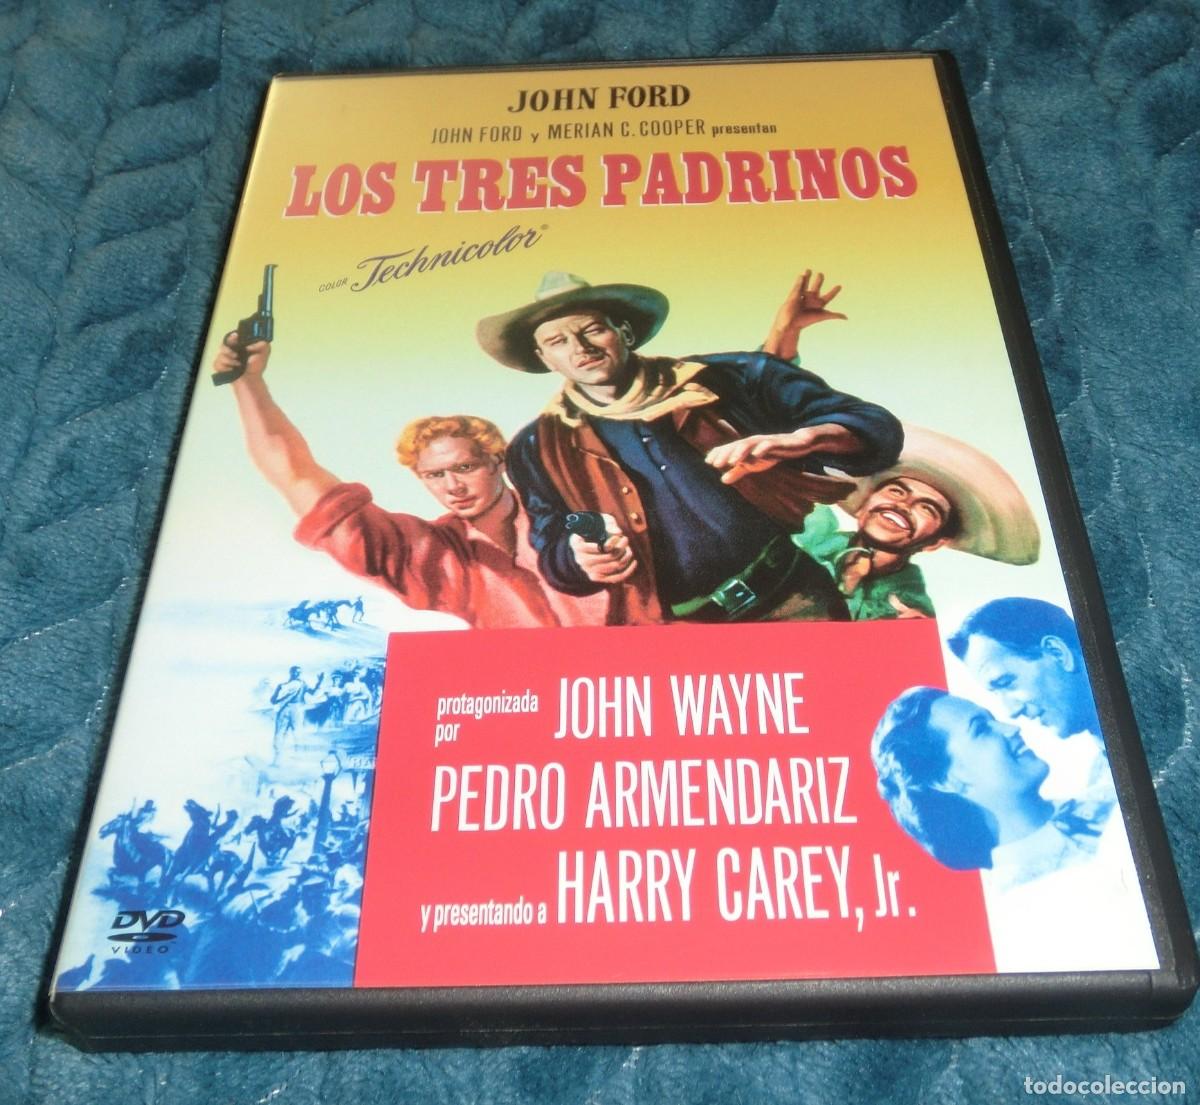 JOHN FORD
JOHN FORD y MERIAN C. COOPER presentan
LOS TRES PADRINOS
COLOR Technicolor®
protagonizada por JOHN WAYNE
PEDRO ARMENDARIZ
y presentando a HARRY CAREY, Jr.
DVD
VIDEO
todocoleccion